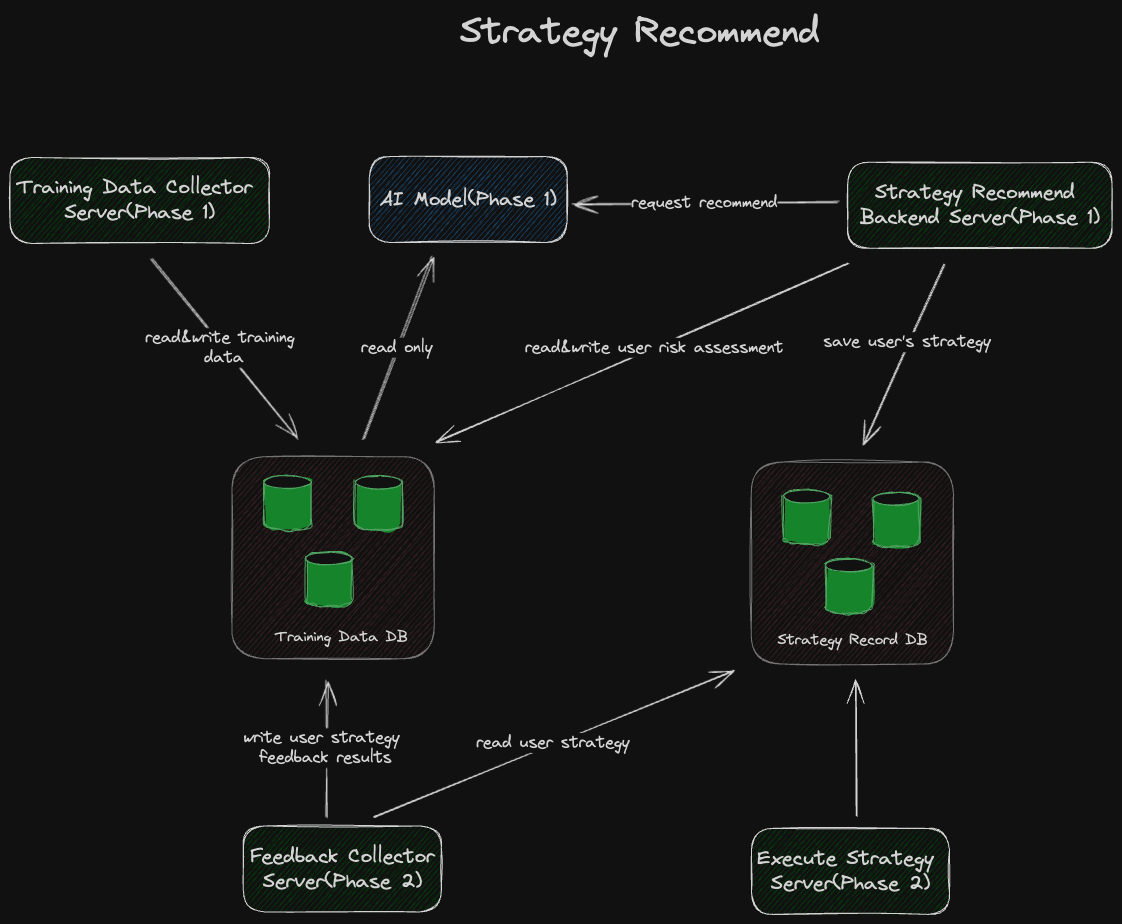 Strategy Recommend
Training Data Collector
Server(Phase 1)
AI Model(Phase 1)
request recommend
Strategy Recommend
Backend Server(Phase 1)
read&write training
data
read only
read&write user risk assessment
save user's strategy
Training Data DB
Strategy Record DB
write user strategy
feedback results
read user strategy
Feedback Collector
Server(Phase 2)
Execute Strategy
Server(Phase 2)